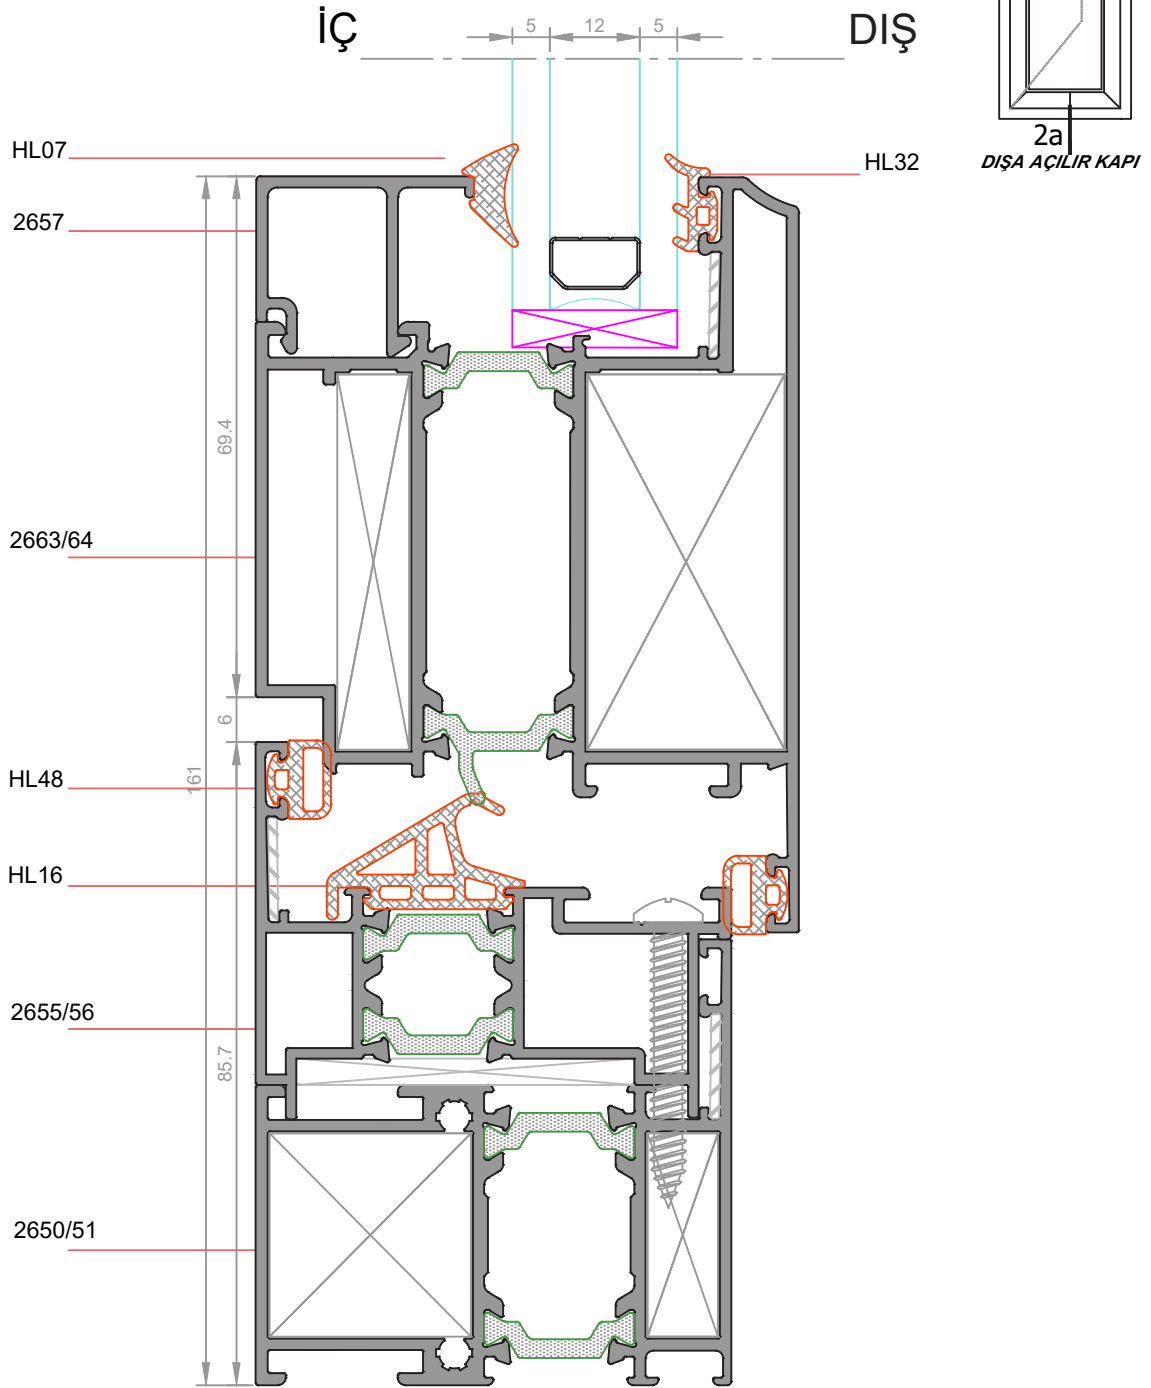 İÇ
5 12 5
DIŞ
2a
DIŞA AÇILIR KAPI
HL07
HL32
2657
69.4
2663/64
6
161
HL48
HL16
2655/56
85.7
2650/51